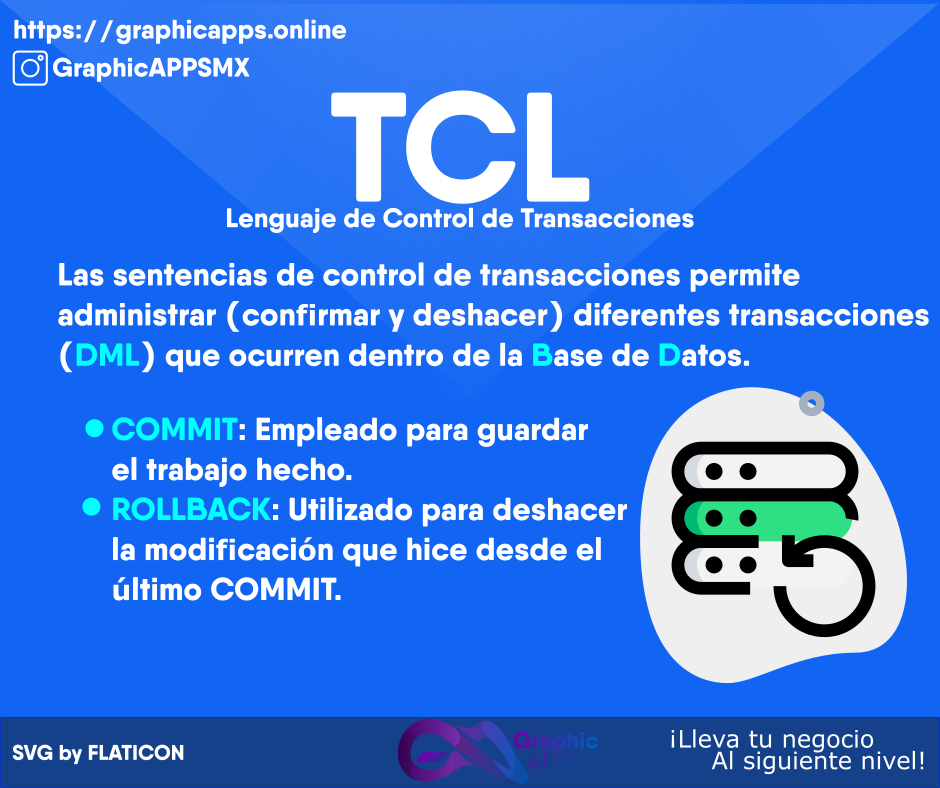 https://graphicapps.online
GraphicAPPSMX
TCL
Lenguaje de Control de Transacciones
Las sentencias de control de transacciones permite
administrar (confirmar y deshacer) diferentes transacciones
(DML) que ocurren dentro de la Base de Datos.
COMMIT: Empleado para guardar
el trabajo hecho.
ROLLBACK: Utilizado para deshacer
la modificación que hice desde el
último COMMIT.
SVG by FLATICON
Graphic
APPS
¡Lleva tu negocio
Al siguiente nivel!